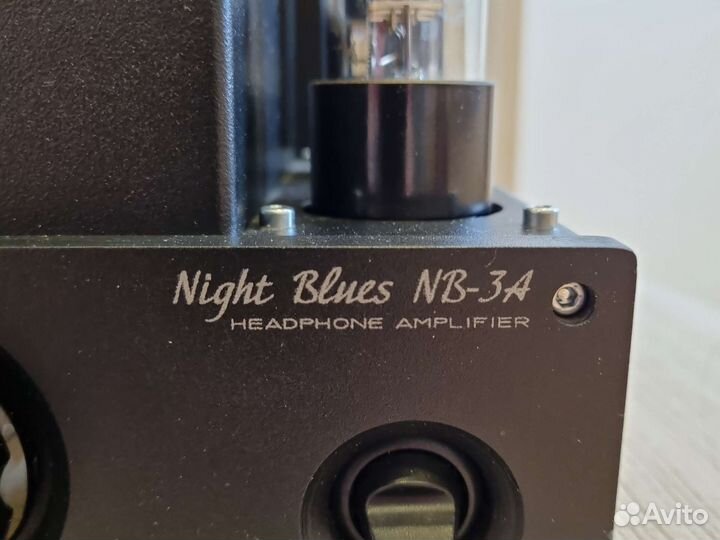 Night Blues NB-3A
HEADPHONE AMPLIFIER
Avito